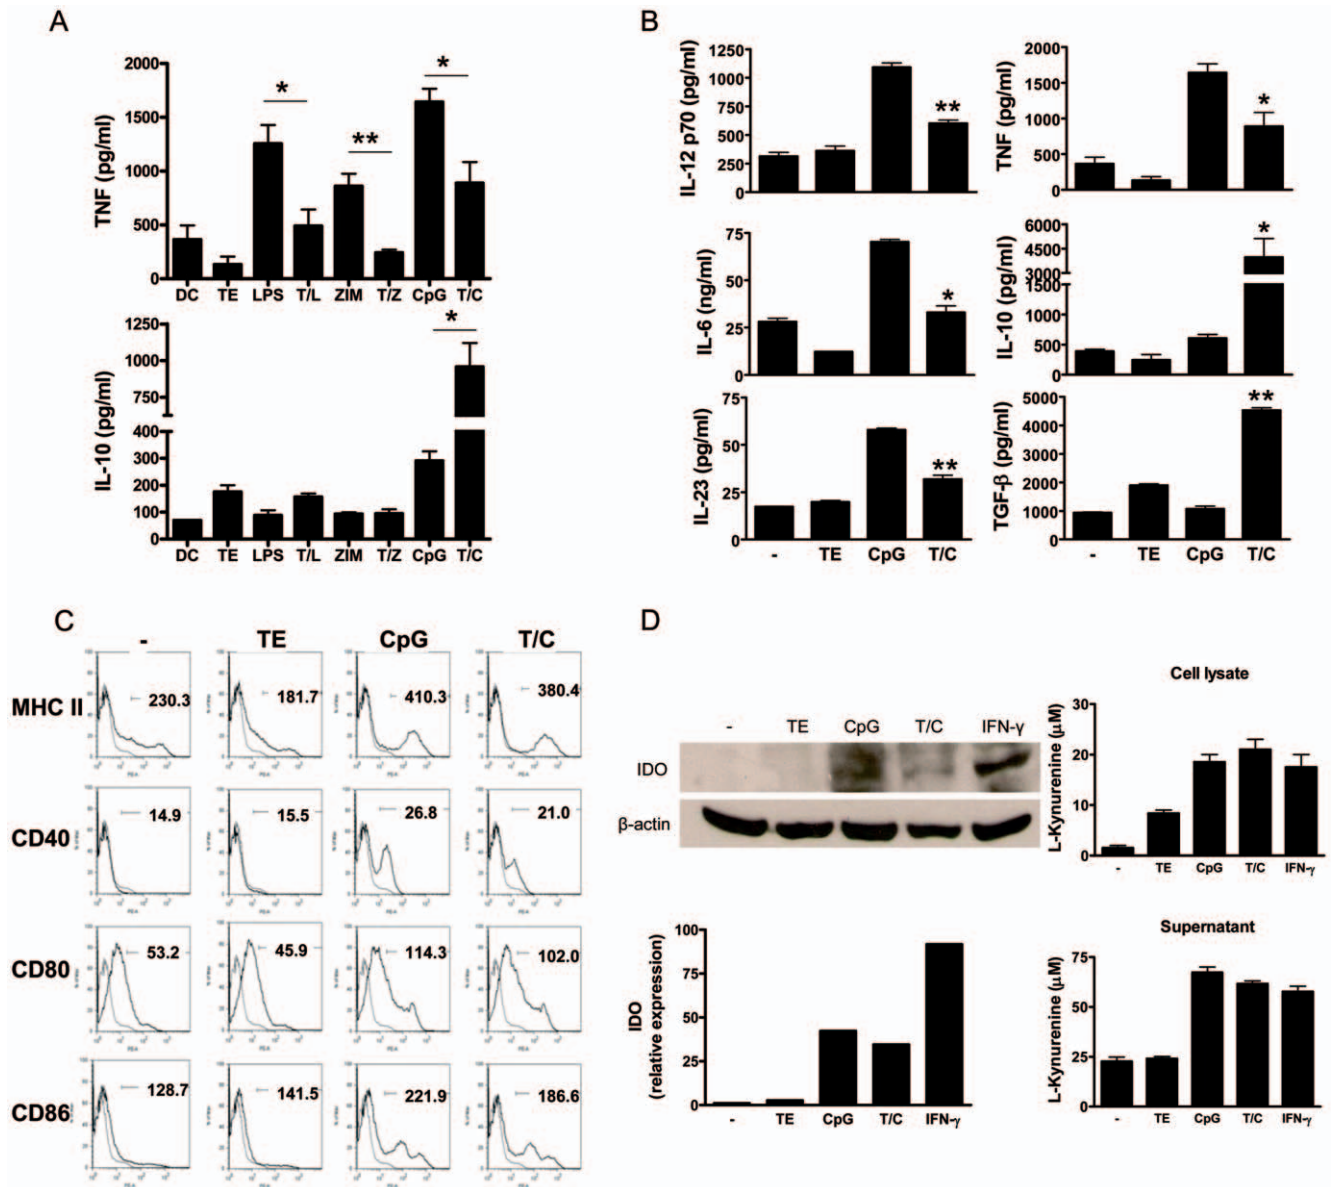 A
TNF (pg/ml)
2000
1500
1000
500
0
*
**
*
DC TE LPS T/L ZIM T/Z CpG T/C
IL-10 (pg/ml)
1250
1000
750
400
300
200
100
0
*
DC TE LPS T/L ZIM T/Z CpG T/C
B
IL-12 p70 (pg/ml)
1250
1000
750
500
250
0
**
TNF (pg/ml)
2000
1500
1000
500
0
*
IL-6 (ng/ml)
75
50
25
0
*
IL-10 (pg/ml)
6000
4500
3000
1500
1000
500
0
*
IL-23 (pg/ml)
75
50
25
0
**
- TE CpG T/C
TGF-β (pg/ml)
5000
4000
3000
2000
1000
0
**
- TE CpG T/C
C
- TE CpG T/C
MHC II 230.3 181.7 410.3 380.4
CD40 14.9 15.5 26.8 21.0
CD80 53.2 45.9 114.3 102.0
CD86 128.7 141.5 221.9 186.6
D
- TE CpG T/C IFN-γ
IDO
β-actin
Cell lysate
L-Kynurenine (μM)
30
20
10
0
- TE CpG T/C IFN-γ
IDO
(relative expression)
100
75
50
25
0
- TE CpG T/C IFN-γ
Supernatant
L-Kynurenine (μM)
75
50
25
0
- TE CpG T/C IFN-γ